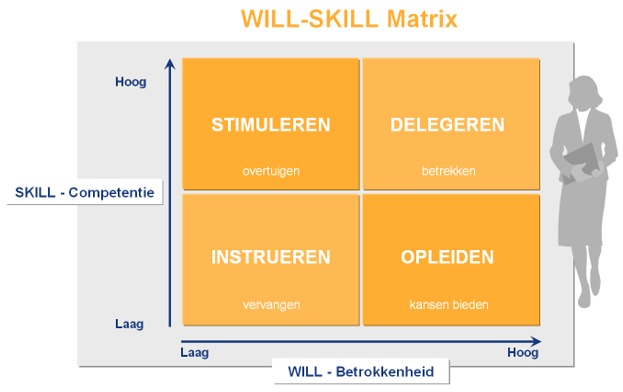 WILL-SKILL Matrix
Hoog
STIMULEREN
DELEGEREN
overtuigen
betrekken
SKILL - Competentie
INSTRUEREN
OPLEIDEN
vervangen
kansen bieden
Laag
Laag
Hoog
WILL - Betrokkenheid